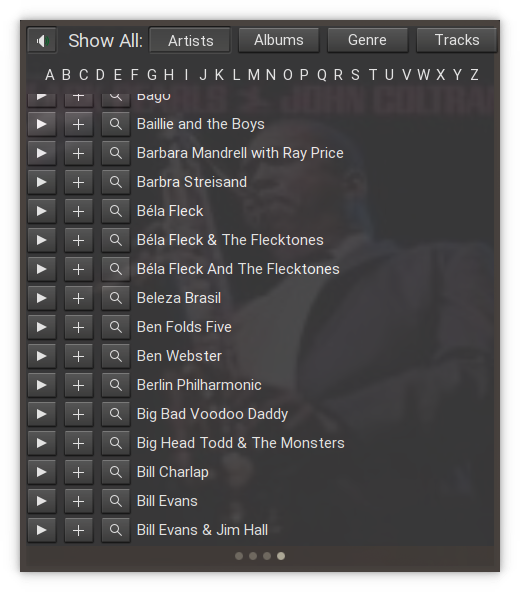 Show All: Artists Albums Genre Tracks
A B C D E F G H I J K L M N O P Q R S T U V W X Y Z
Bago
Baillie and the Boys
Barbara Mandrell with Ray Price
Barbra Streisand
Béla Fleck
Béla Fleck & The Flecktones
Béla Fleck And The Flecktones
Beleza Brasil
Ben Folds Five
Ben Webster
Berlin Philharmonic
Big Bad Voodoo Daddy
Big Head Todd & The Monsters
Bill Charlap
Bill Evans
Bill Evans & Jim Hall